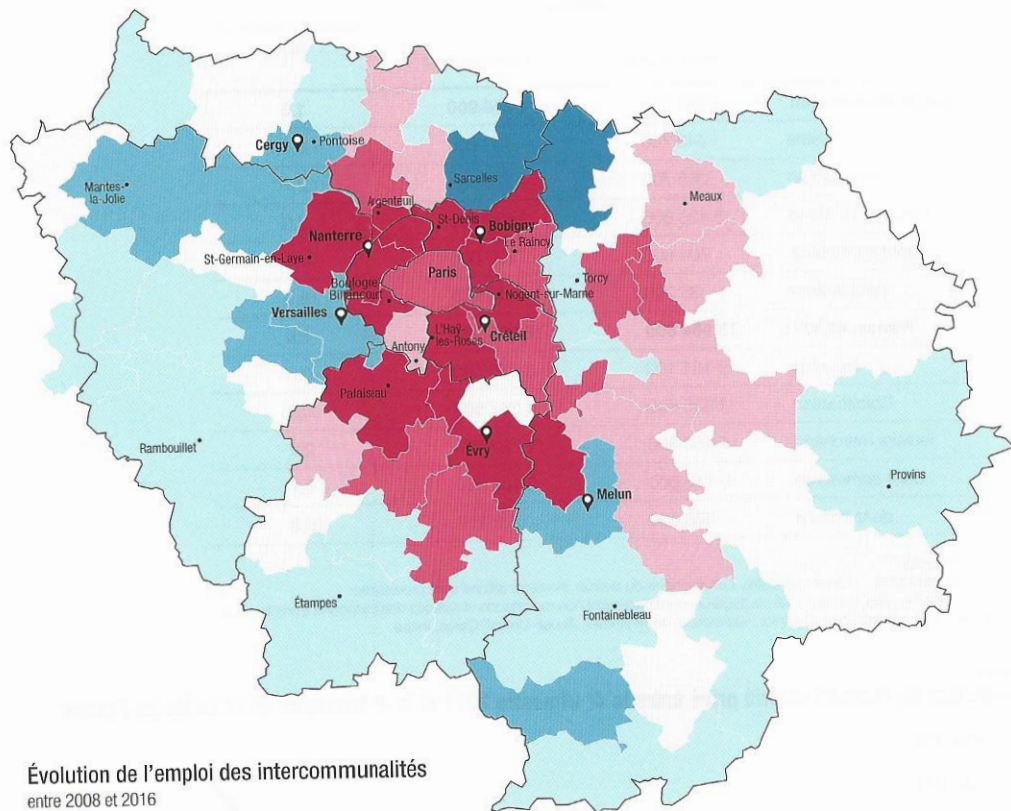 Cergy
Pontoise
Mantes-
la-Jolie
Sarcelles
Meaux
Argenteuil
St-Denis
Bobigny
Nanterre
Le Raincy
St-Germain-en-Laye
Paris
Torcy
Boulogne-
Billancourt
Nogent-sur-Marne
Versailles
L'Haÿ-
les-Roses
Créteil
Antony
Palaiseau
Rambouillet
Évry
Melun
Provins
Étampes
Fontainebleau
Évolution de l'emploi des intercommunalités
entre 2008 et 2016